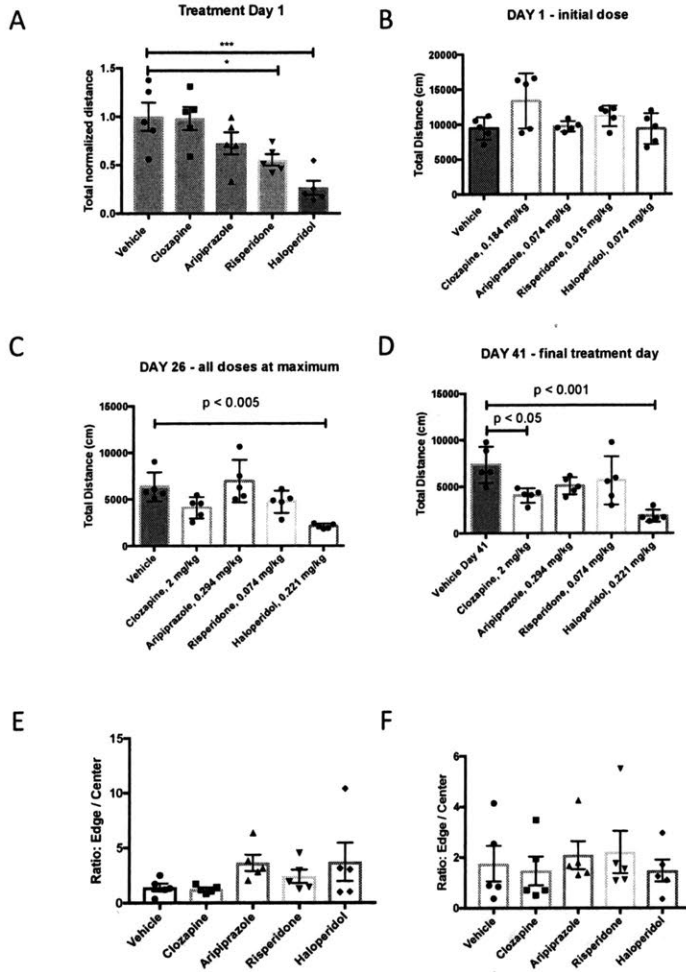 A
Treatment Day 1
***
*
Total normalized distance
1.5
1.0
0.5
0.0
Vehicle
Clozapine
Aripiprazole
Risperidone
Haloperidol
B
DAY 1 - initial dose
Total Distance (cm)
20000
15000
10000
5000
0
Vehicle
Clozapine, 0.184 mg/kg
Aripiprazole, 0.074 mg/kg
Risperidone, 0.015 mg/kg
Haloperidol, 0.074 mg/kg
C
DAY 26 - all doses at maximum
p < 0.005
Total Distance (cm)
15000
10000
5000
0
Vehicle
Clozapine, 2 mg/kg
Aripiprazole, 0.294 mg/kg
Risperidone, 0.074 mg/kg
Haloperidol, 0.221 mg/kg
D
DAY 41 - final treatment day
p < 0.001
p < 0.05
Total Distance (cm)
15000
10000
5000
0
Vehicle Day 41
Clozapine, 2 mg/kg
Aripiprazole, 0.294 mg/kg
Risperidone, 0.074 mg/kg
Haloperidol, 0.221 mg/kg
E
Ratio: Edge / Center
15
10
5
0
Vehicle
Clozapine
Aripiprazole
Risperidone
Haloperidol
F
Ratio: Edge / Center
6
4
2
0
Vehicle
Clozapine
Aripiprazole
Risperidone
Haloperidol